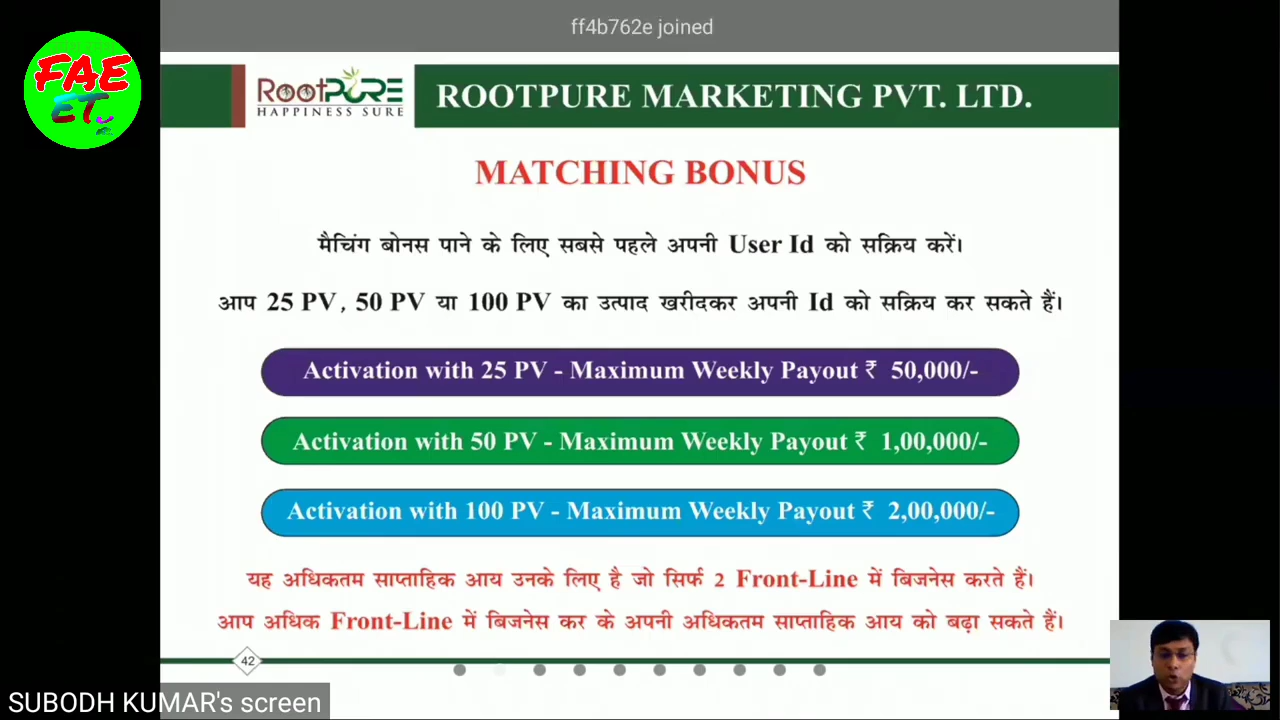 ff4b762e joined
FAE
ET
RootPURE
HAPPINESS SURE
ROOTPURE MARKETING PVT. LTD.
MATCHING BONUS
मैचिंग बोनस पाने के लिए सबसे पहले अपनी User Id को सक्रिय करें।
आप 25 PV, 50 PV या 100 PV का उत्पाद खरीदकर अपनी Id को सक्रिय कर सकते हैं।
Activation with 25 PV - Maximum Weekly Payout ₹ 50,000/-
Activation with 50 PV - Maximum Weekly Payout ₹ 1,00,000/-
Activation with 100 PV - Maximum Weekly Payout ₹ 2,00,000/-
यह अधिकतम साप्ताहिक आय उनके लिए है जो सिर्फ 2 Front-Line में बिजनेस करते हैं।
आप अधिक Front-Line में बिजनेस कर के अपनी अधिकतम साप्ताहिक आय को बढ़ा सकते हैं।
42
SUBODH KUMAR's screen